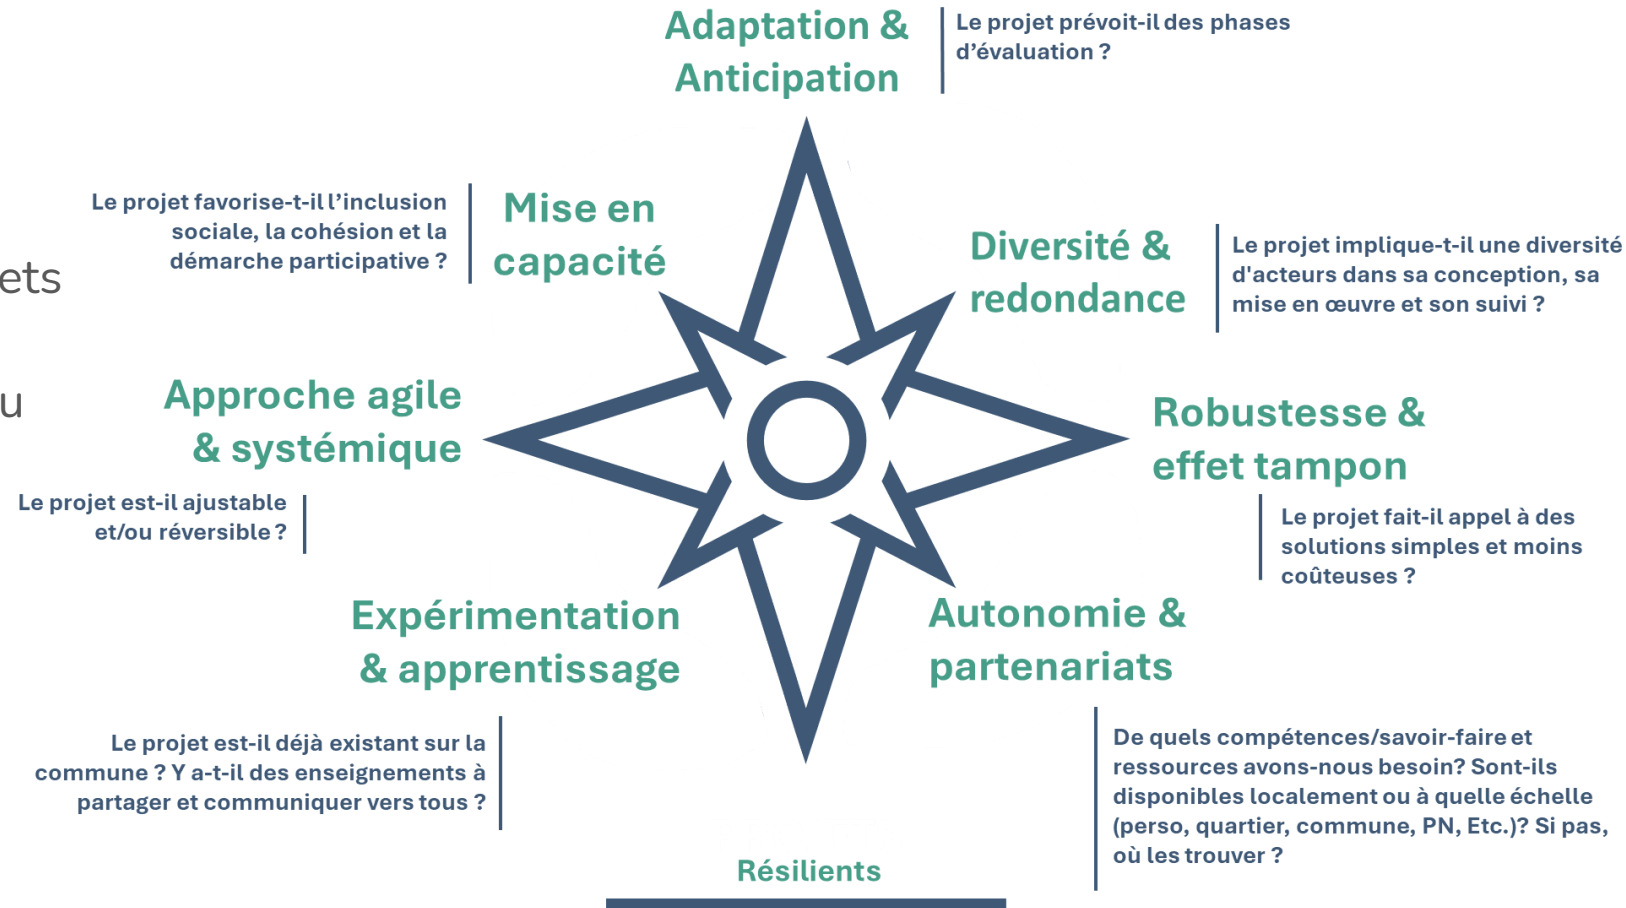 Adaptation &
Anticipation
Le projet prévoit-il des phases
d’évaluation ?
Le projet favorise-t-il l’inclusion
sociale, la cohésion et la
démarche participative ?
Mise en
capacité
Diversité &
redondance
Le projet implique-t-il une diversité
d'acteurs dans sa conception, sa
mise en œuvre et son suivi ?
ets
u
Approche agile
& systémique
Le projet est-il ajustable
et/ou réversible ?
Robustesse &
effet tampon
Le projet fait-il appel à des
solutions simples et moins
coûteuses ?
Expérimentation
& apprentissage
Le projet est-il déjà existant sur la
commune ? Y a-t-il des enseignements à
partager et communiquer vers tous ?
Autonomie &
partenariats
De quels compétences/savoir-faire et
ressources avons-nous besoin? Sont-ils
disponibles localement ou à quelle échelle
(perso, quartier, commune, PN, Etc.)? Si pas,
où les trouver ?
Résilients